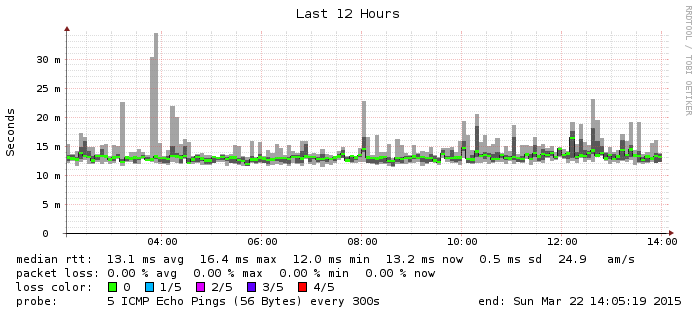 Last 12 Hours
RRDTOOL / TOBI OETIKER
Seconds
30 m
25 m
20 m
15 m
10 m
5 m
0
04:00 06:00 08:00 10:00 12:00 14:00
median rtt: 13.1 ms avg 16.4 ms max 12.0 ms min 13.2 ms now 0.5 ms sd 24.9 am/s
packet loss: 0.00 % avg 0.00 % max 0.00 % min 0.00 % now
loss color: 0 1/5 2/5 3/5 4/5
probe: 5 ICMP Echo Pings (56 Bytes) every 300s end: Sun Mar 22 14:05:19 2015